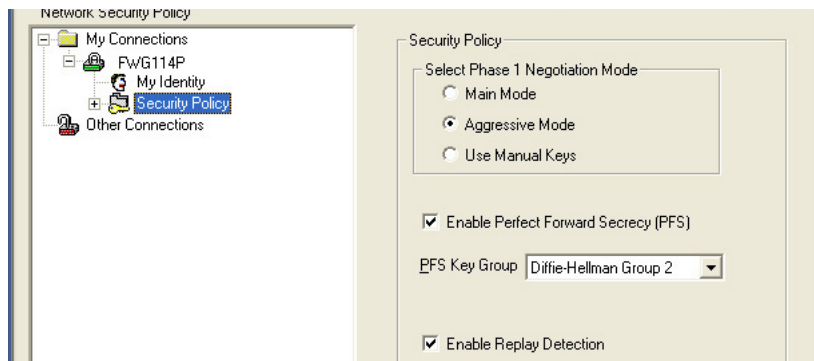 Network Security Policy
My Connections
FWG114P
My Identity
Security Policy
Other Connections
Security Policy
Select Phase 1 Negotiation Mode
Main Mode
Aggressive Mode
Use Manual Keys
Enable Perfect Forward Secrecy (PFS)
PFS Key Group Diffie-Hellman Group 2
Enable Replay Detection